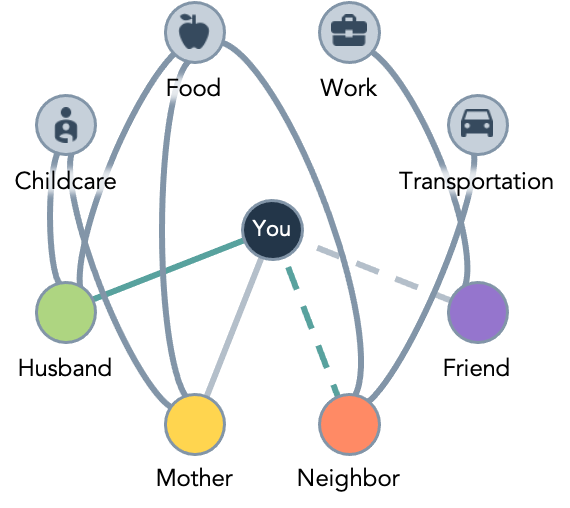 Food
Work
Childcare
Transportation
You
Husband
Friend
Mother
Neighbor